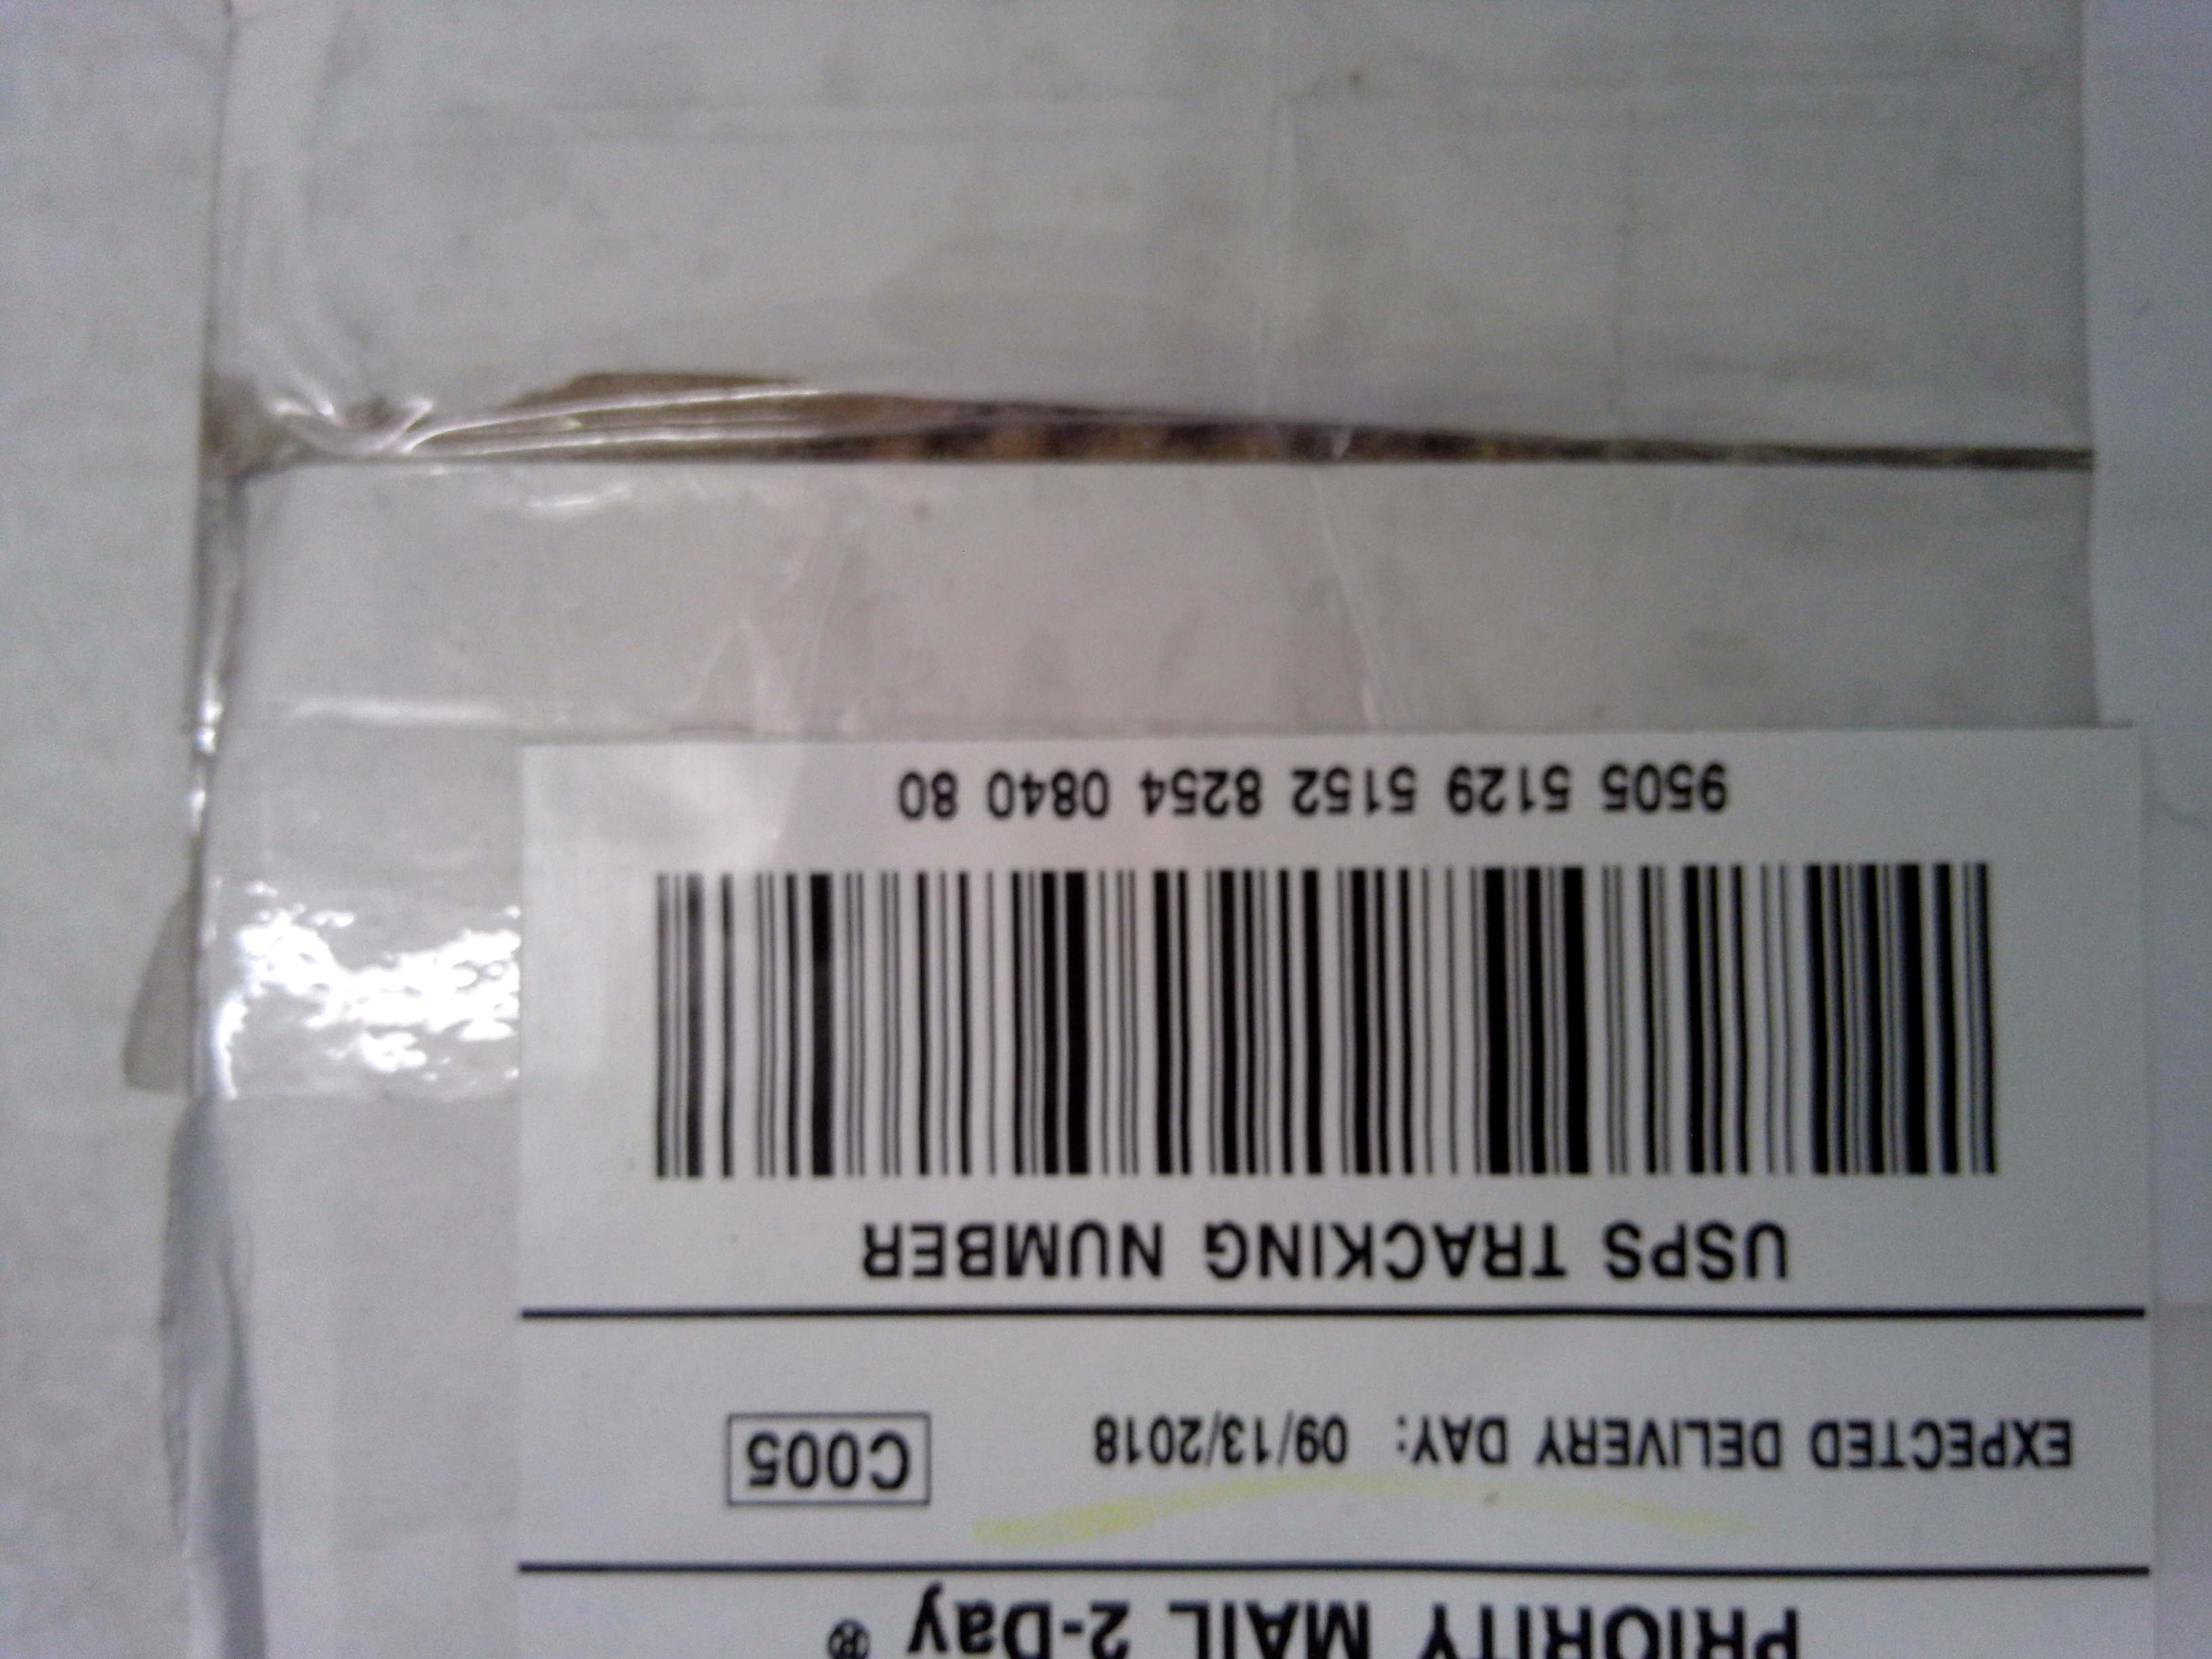 PRIORITY MAIL 2-Day ®
EXPECTED DELIVERY DAY: 09/13/2018
C005
USPS TRACKING NUMBER
9505 5129 5152 8254 0840 80